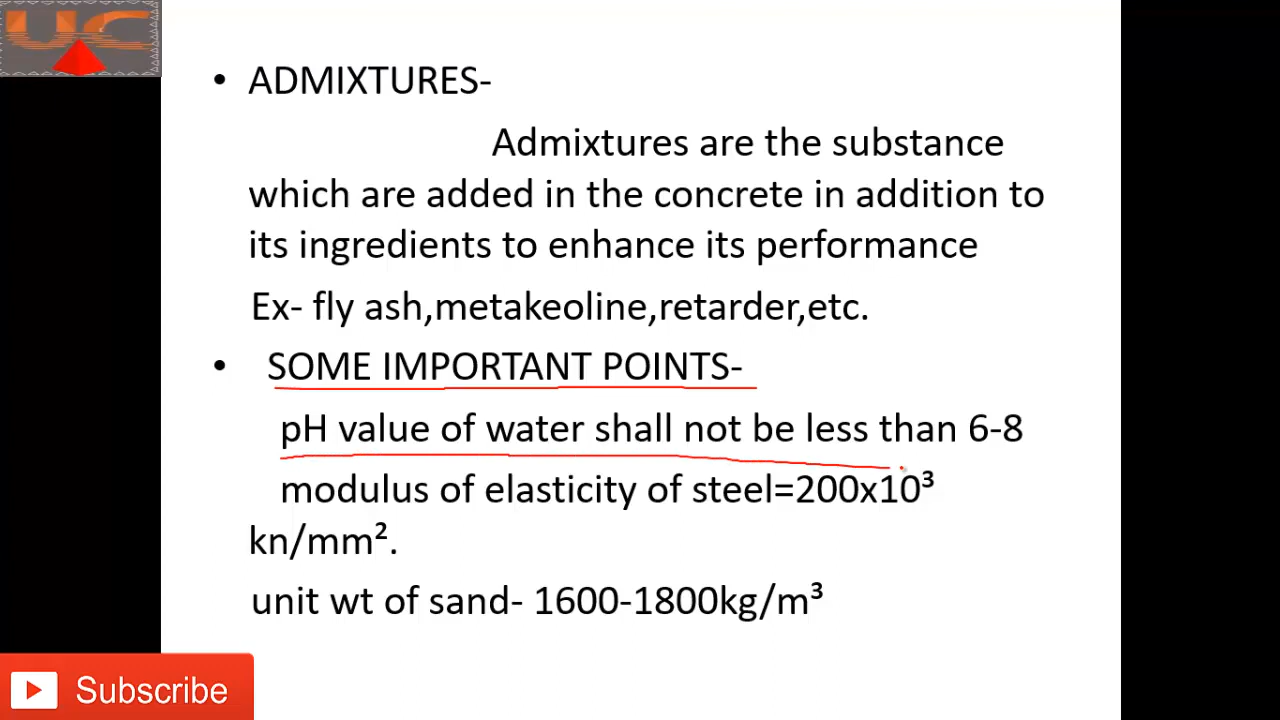 UC
• ADMIXTURES-
Admixtures are the substance
which are added in the concrete in addition to
its ingredients to enhance its performance
Ex- fly ash,metakeoline,retarder,etc.
• SOME IMPORTANT POINTS-
pH value of water shall not be less than 6-8
modulus of elasticity of steel=200x10³
kn/mm².
unit wt of sand- 1600-1800kg/m³
Subscribe